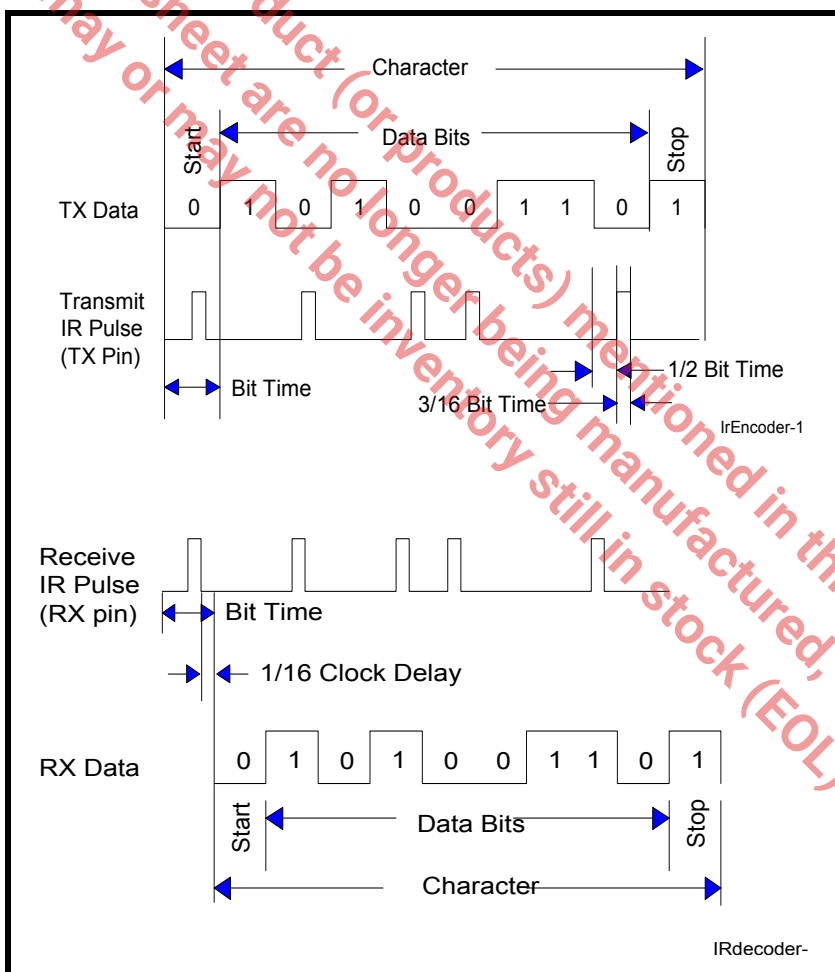 Character
Start
Data Bits
Stop
TX Data
0 1 0 1 0 0 1 1 0 1
Transmit
IR Pulse
(TX Pin)
Bit Time
1/2 Bit Time
3/16 Bit Time
IrEncoder-1
Receive
IR Pulse
(RX pin)
Bit Time
1/16 Clock Delay
RX Data
0 1 0 1 0 0 1 1 0 1
Start
Data Bits
Stop
Character
IRdecoder-
duct (or products) mentioned in th
sheet are no longer being manufactured,
may or may not be inventory still in stock (EOL)